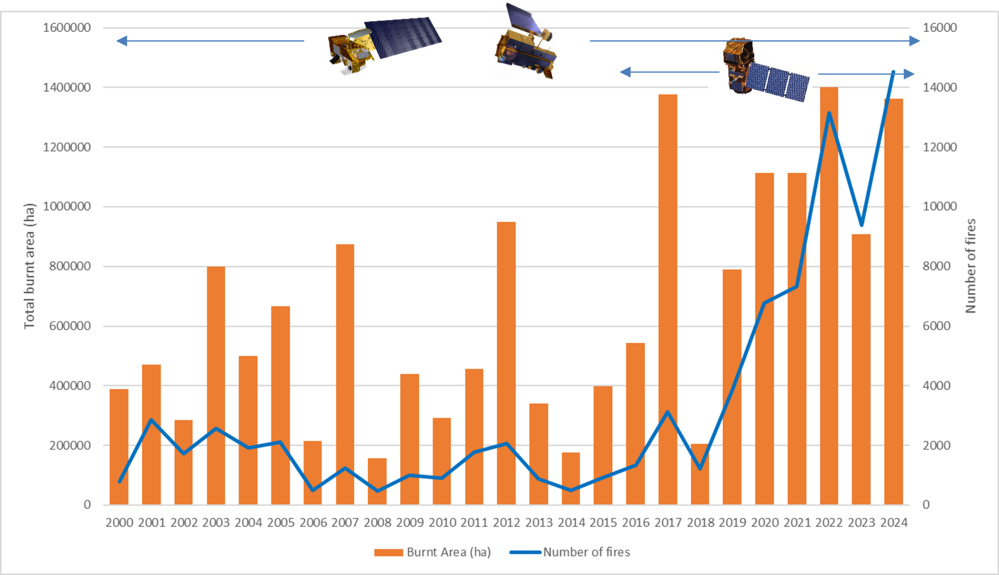 1600000 16000
1400000 14000
1200000 12000
1000000 10000
800000 8000
600000 6000
400000 4000
200000 2000
0 0
Total burnt area (ha)
Number of fires
2000 2001 2002 2003 2004 2005 2006 2007 2008 2009 2010 2011 2012 2013 2014 2015 2016 2017 2018 2019 2020 2021 2022 2023 2024
Burnt Area (ha) Number of fires